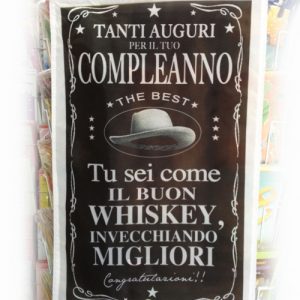 TANTI AUGURI
PER IL TUO
COMPLEANNO
THE BEST
Tu sei come
IL BUON
WHISKEY,
INVECCHIANDO
MIGLIORI
Congratulazioni!!